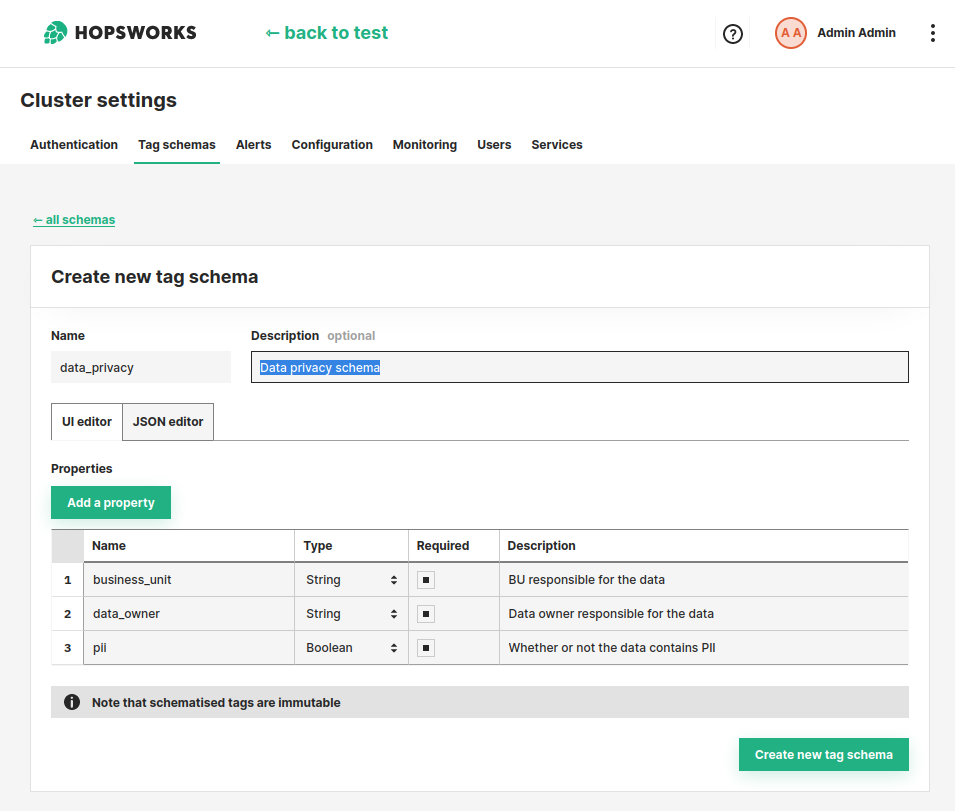 HOPSWORKS ← back to test ? A A Admin Admin
Cluster settings
Authentication Tag schemas Alerts Configuration Monitoring Users Services
← all schemas
Create new tag schema
Name Description optional
data_privacy Data privacy schema
UI editor JSON editor
Properties
Add a property
Name Type Required Description
1 business_unit String BU responsible for the data
2 data_owner String Data owner responsible for the data
3 pii Boolean Whether or not the data contains PII
i Note that schematised tags are immutable
Create new tag schema